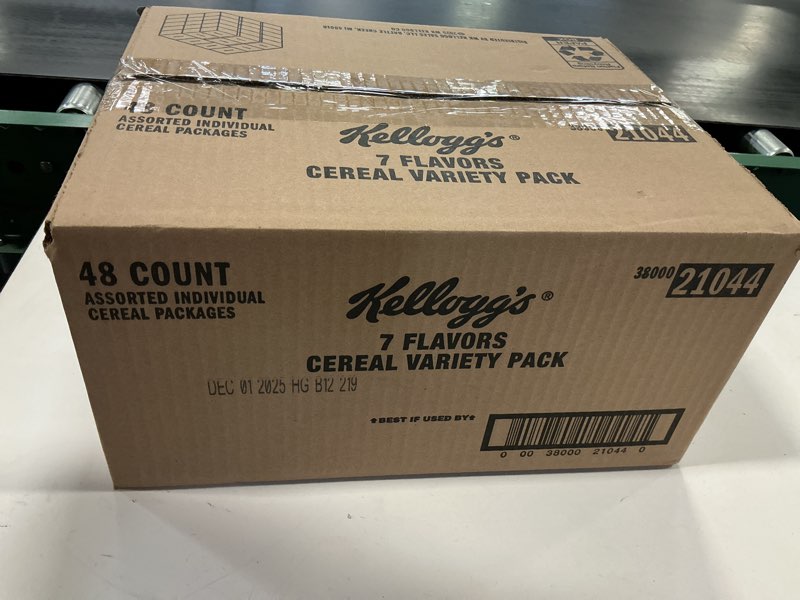 48 COUNT
ASSORTED INDIVIDUAL
CEREAL PACKAGES
Kellogg's®
7 FLAVORS
CEREAL VARIETY PACK
21044
48 COUNT
ASSORTED INDIVIDUAL
CEREAL PACKAGES
Kellogg's®
7 FLAVORS
CEREAL VARIETY PACK
38000 21044
DEC 01 2025 HG B12 219
BEST IF USED BY
0 00 38000 21044 0